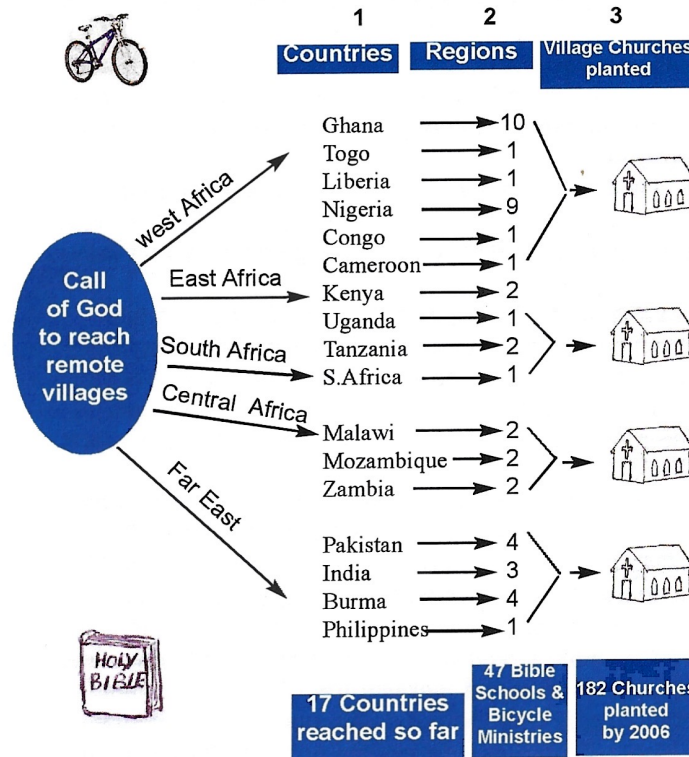 1 2 3
Countries Regions Village Churches
planted
Ghana 10
Togo 1
Liberia 1
Nigeria 9
Congo 1
Cameroon 1
Kenya 2
Uganda 1
Tanzania 2
S.Africa 1
Malawi 2
Mozambique 2
Zambia 2
Pakistan 4
India 3
Burma 4
Philippines 1
west Africa
East Africa
South Africa
Central Africa
Far East
Call
of God
to reach
remote
villages
HOLY
BIBLE
17 Countries
reached so far
47 Bible
Schools &
Bicycle
Ministries
182 Churches
planted
by 2006